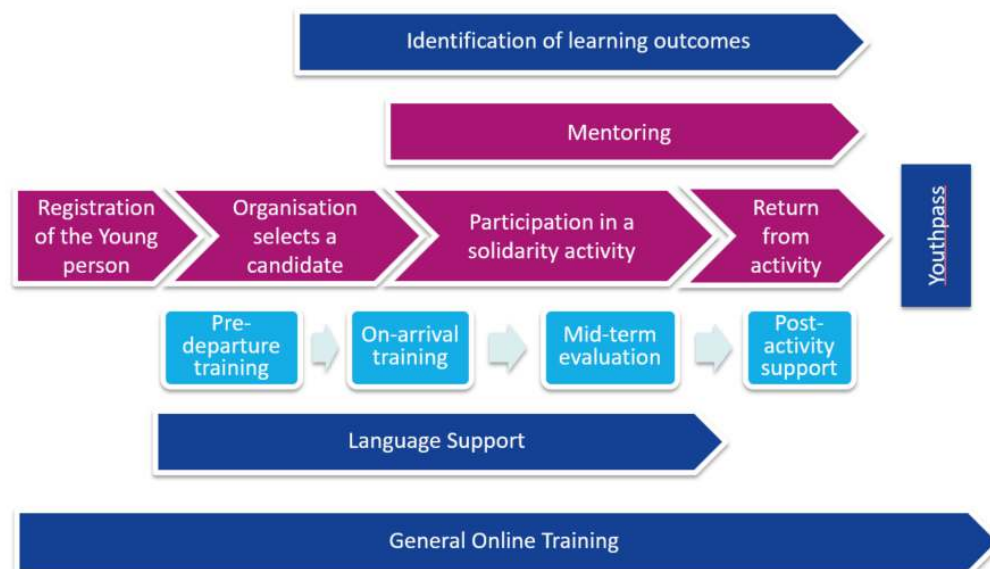 Identification of learning outcomes
Mentoring
Registration
of the Young
person
Organisation
selects a
candidate
Participation in a
solidarity activity
Return
from
activity
Youthpass
Pre-
departure
training
On-arrival
training
Mid-term
evaluation
Post-
activity
support
Language Support
General Online Training